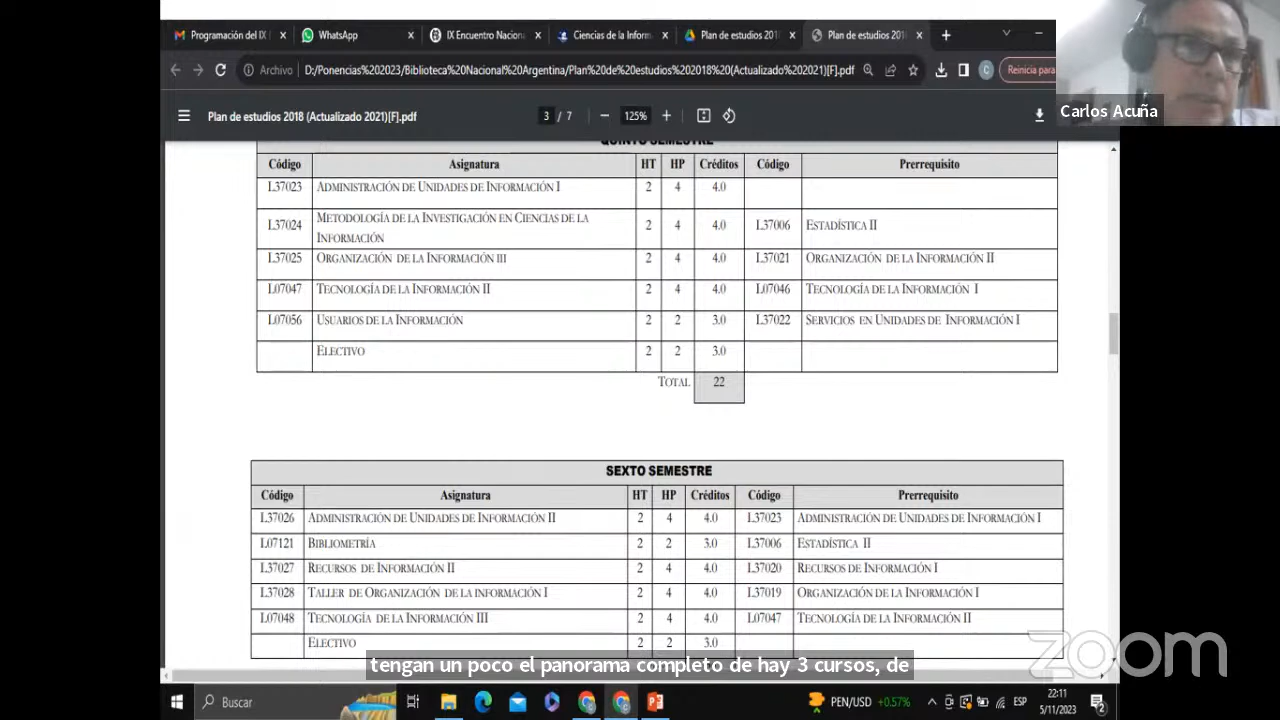 Programación del IX
WhatsApp
IX Encuentro Nacion
Ciencias de la Inform
Plan de estudios 201
Plan de estudios 201
Archivo D:/Ponencias%202023/Biblioteca%20Nacional%20Argentina/Plan%20de%20estudios%202018%20(Actualizado%202021)[F].pdf
C
Reinicia para
Carlos Acuña
Plan de estudios 2018 (Actualizado 2021)[F].pdf
3 / 7
125%
QUINTO SEMESTRE
Código Asignatura HT HP Créditos Código Prerrequisito
L37023 ADMINISTRACIÓN DE UNIDADES DE INFORMACIÓN I 2 4 4.0
L37024 METODOLOGÍA DE LA INVESTIGACIÓN EN CIENCIAS DE LA INFORMACIÓN 2 4 4.0 L37006 ESTADÍSTICA II
L37025 ORGANIZACIÓN DE LA INFORMACIÓN III 2 4 4.0 L37021 ORGANIZACIÓN DE LA INFORMACIÓN II
L07047 TECNOLOGÍA DE LA INFORMACIÓN II 2 4 4.0 L07046 TECNOLOGÍA DE LA INFORMACIÓN I
L07056 USUARIOS DE LA INFORMACIÓN 2 2 3.0 L37022 SERVICIOS EN UNIDADES DE INFORMACIÓN I
ELECTIVO 2 2 3.0
TOTAL 22
SEXTO SEMESTRE
Código Asignatura HT HP Créditos Código Prerrequisito
L37026 ADMINISTRACIÓN DE UNIDADES DE INFORMACIÓN II 2 4 4.0 L37023 ADMINISTRACIÓN DE UNIDADES DE INFORMACIÓN I
L07121 BIBLIOMETRÍA 2 2 3.0 L37006 ESTADÍSTICA II
L37027 RECURSOS DE INFORMACIÓN II 2 4 4.0 L37020 RECURSOS DE INFORMACIÓN I
L37028 TALLER DE ORGANIZACIÓN DE LA INFORMACIÓN I 2 4 4.0 L37019 ORGANIZACIÓN DE LA INFORMACIÓN I
L07048 TECNOLOGÍA DE LA INFORMACIÓN III 2 4 4.0 L07047 TECNOLOGÍA DE LA INFORMACIÓN II
ELECTIVO 2 2 3.0
tengan un poco el panorama completo de hay 3 cursos, de
zoom
Buscar
PEN/USD +0.57%
ESP
22:11
5/11/2023
2